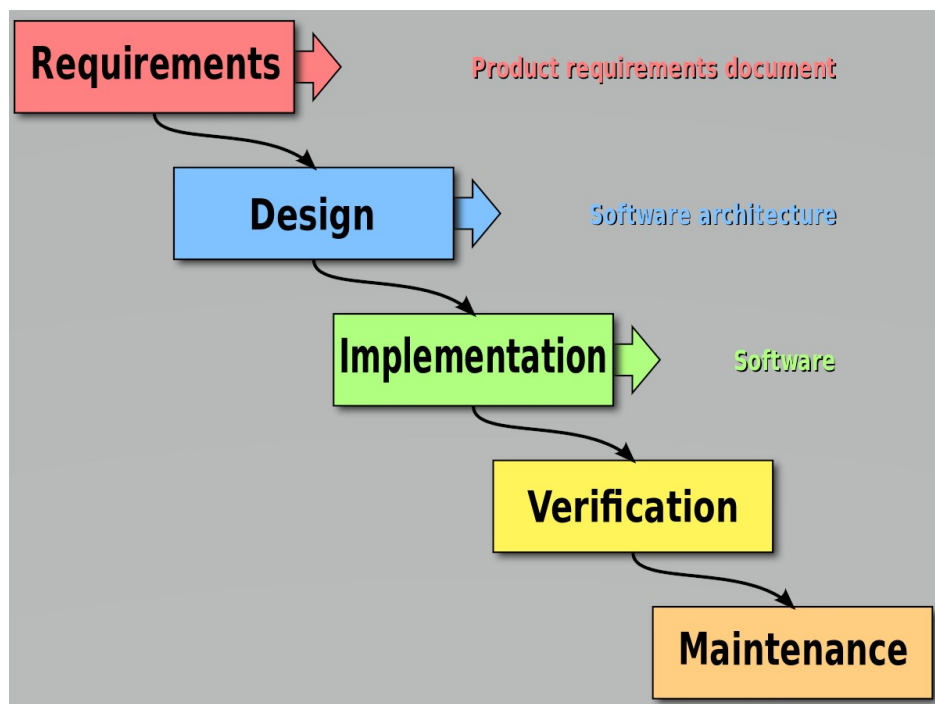 Requirements
Product requirements document
Design
Software architecture
Implementation
Software
Verification
Maintenance